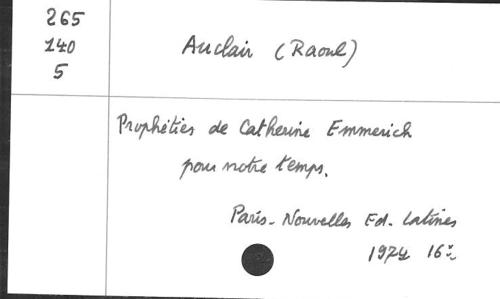 265
140
5
Auclair (Raoul)
Prophéties de Catherine Emmerich
pour notre temps.
Paris - Nouvelles Ed. Latines
1974 16°